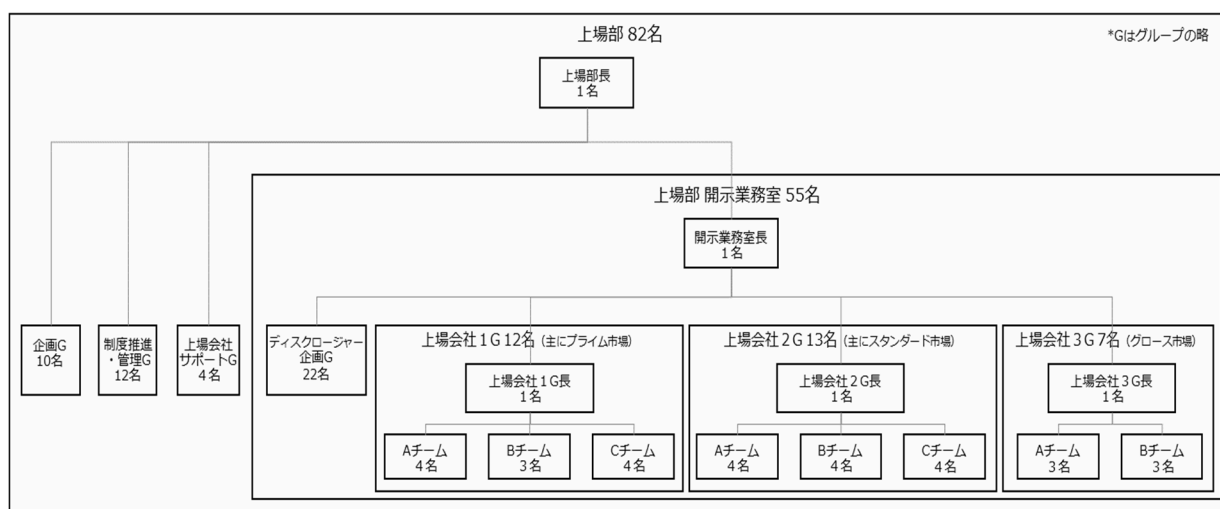 上場部 82名
*Gはグループの略
上場部長
1名
上場部 開示業務室 55名
開示業務室長
1名
企画G
10名
制度推進
・管理G
12名
上場会社
サポートG
4名
ディスクロージャー
企画G
22名
上場会社1G 12名（主にプライム市場）
上場会社1G長
1名
Aチーム
4名
Bチーム
3名
Cチーム
4名
上場会社2G 13名（主にスタンダード市場）
上場会社2G長
1名
Aチーム
4名
Bチーム
4名
Cチーム
4名
上場会社3G 7名（グロース市場）
上場会社3G長
1名
Aチーム
3名
Bチーム
3名